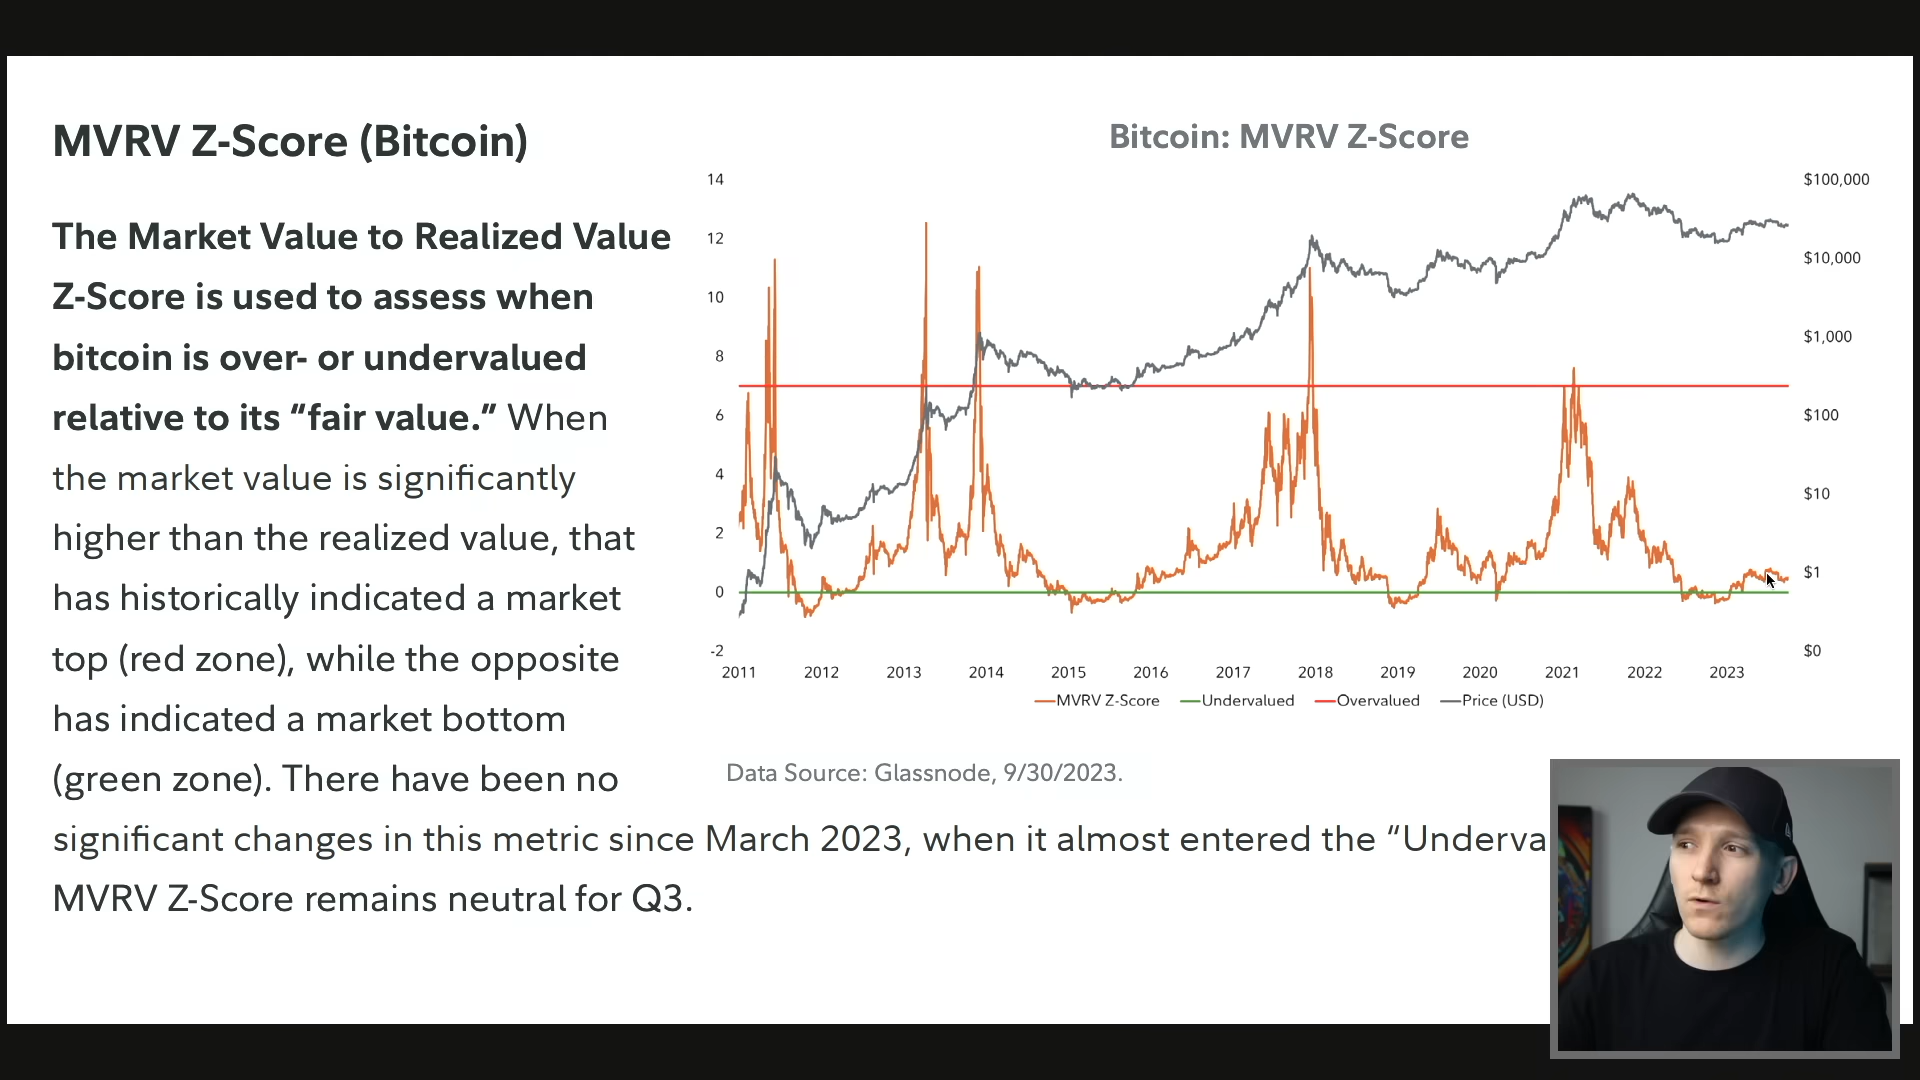 MVRV Z-Score (Bitcoin)
The Market Value to Realized Value
Z-Score is used to assess when
bitcoin is over- or undervalued
relative to its “fair value.” When
the market value is significantly
higher than the realized value, that
has historically indicated a market
top (red zone), while the opposite
has indicated a market bottom
(green zone). There have been no
significant changes in this metric since March 2023, when it almost entered the “Underva
MVRV Z-Score remains neutral for Q3.
Bitcoin: MVRV Z-Score
14
12
10
8
6
4
2
0
-2
$100,000
$10,000
$1,000
$100
$10
$1
$0
2011 2012 2013 2014 2015 2016 2017 2018 2019 2020 2021 2022 2023
MVRV Z-Score Undervalued Overvalued Price (USD)
Data Source: Glassnode, 9/30/2023.